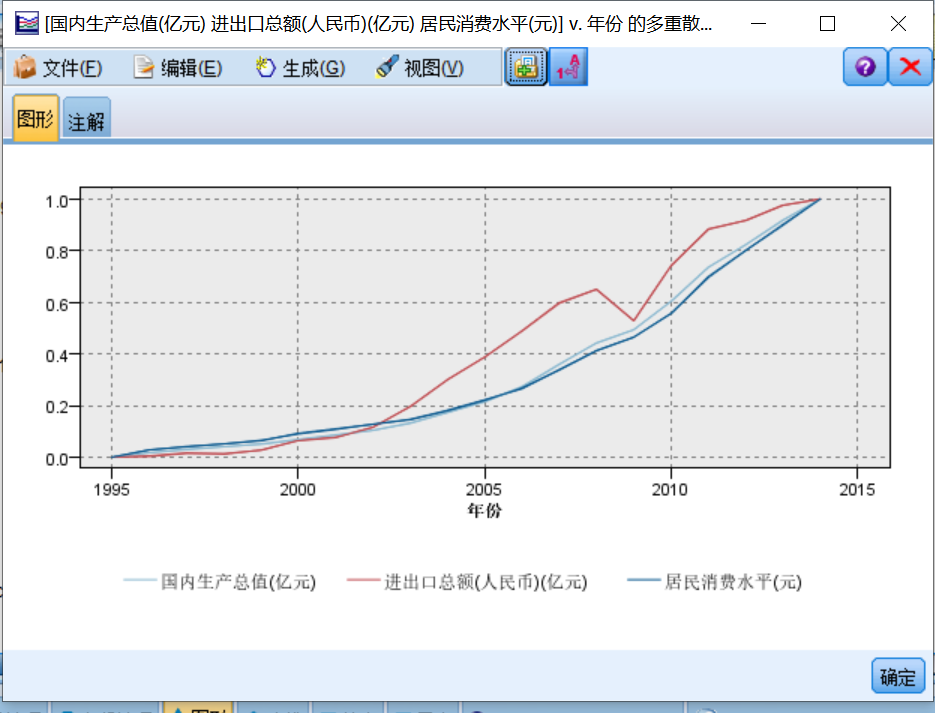 [国内生产总值(亿元) 进出口总额(人民币)(亿元) 居民消费水平(元)] v. 年份 的多重散...
文件(F) 编辑(E) 生成(G) 视图(V)
图形 注解
1.0
0.8
0.6
0.4
0.2
0.0
1995 2000 2005 2010 2015
年份
国内生产总值(亿元) 进出口总额(人民币)(亿元) 居民消费水平(元)
确定